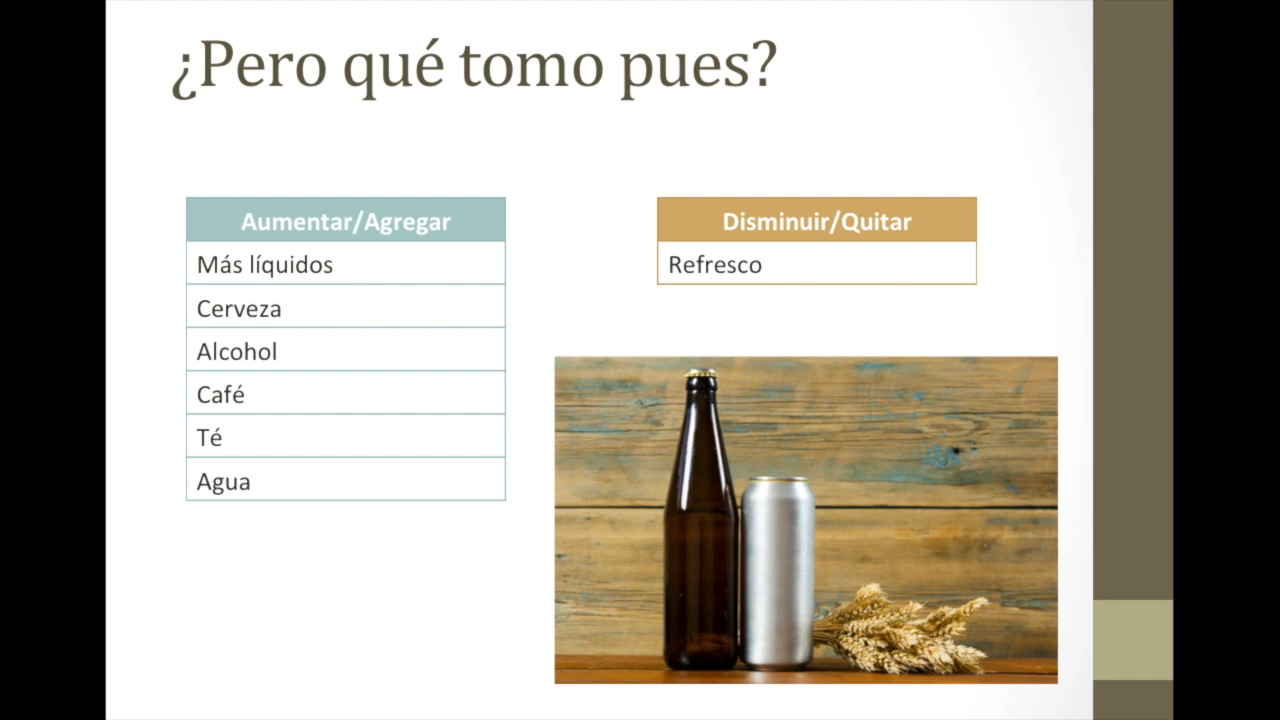 ¿Pero qué tomo pues?
Aumentar/Agregar
Más líquidos
Cerveza
Alcohol
Café
Té
Agua
Disminuir/Quitar
Refresco